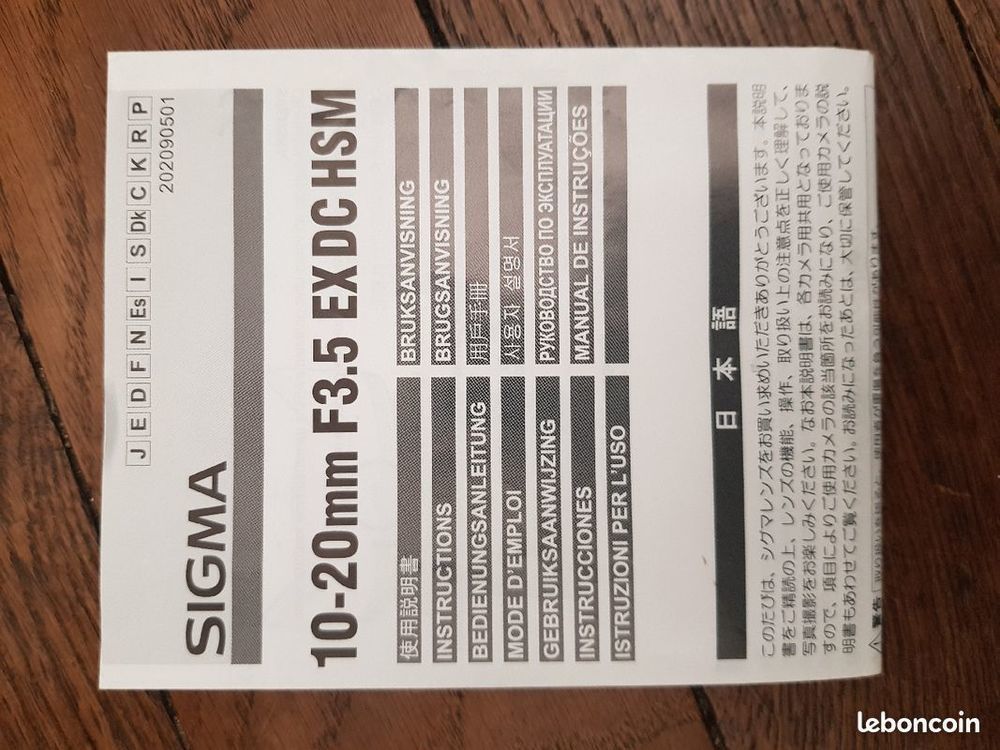 J E D F N Es I S Dk C K R P
202090501
SIGMA
10-20mm F3.5 EX DC HSM
使用説明書
INSTRUCTIONS
BEDIENUNGSANLEITUNG
MODE D'EMPLOI
GEBRUIKSAANWIJZING
INSTRUCCIONES
ISTRUZIONI PER L'USO
BRUKSANVISNING
BRUGSANVISNING
用戶手冊
사용자 설명서
РУКОВОДСТВО ПО ЭКСПЛУАТАЦИИ
MANUAL DE INSTRUÇÕES
日本語
このたびは、シグマレンズをお買い求めいただきありがとうございます。本説明
書をご精読の上、レンズの機能、操作、取り扱い上の注意点を正しく理解して、
写真撮影をお楽しみください。なお本説明書は、各カメラ用共用となっておりま
すので、項目によりご使用カメラの該当箇所をお読みになり、ご使用カメラの説
明書もあわせてご覧ください。お読みになったあとは、大切に保管してください。
警告
leboncoin